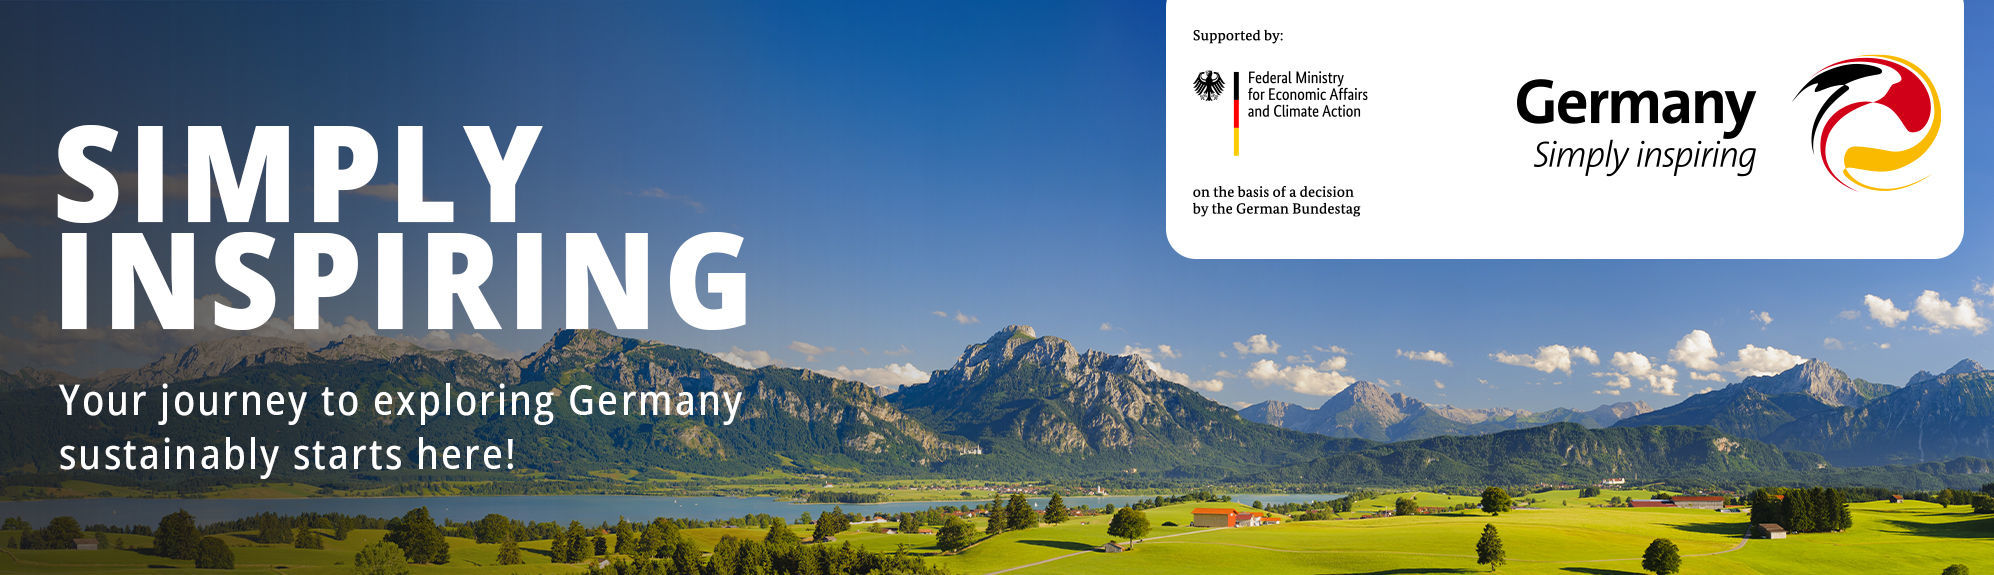 SIMPLY
INSPIRING
Your journey to exploring Germany
sustainably starts here!
Supported by:
Federal Ministry
for Economic Affairs
and Climate Action
on the basis of a decision
by the German Bundestag
Germany
Simply inspiring